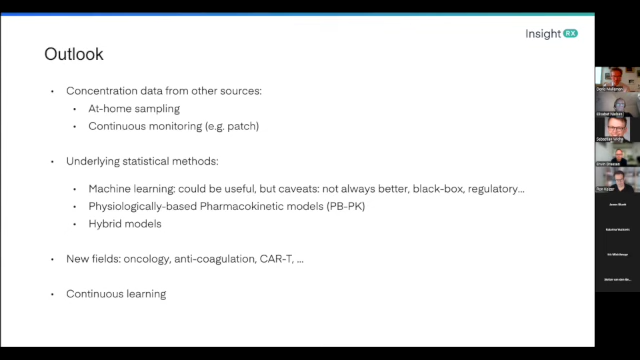 Insight RX
Outlook
• Concentration data from other sources:
• At-home sampling
• Continuous monitoring (e.g. patch)
• Underlying statistical methods:
• Machine learning: could be useful, but caveats: not always better, black-box, regulatory...
• Physiologically-based Pharmacokinetic models (PB-PK)
• Hybrid models
• New fields: oncology, anti-coagulation, CAR-T, ...
• Continuous learning